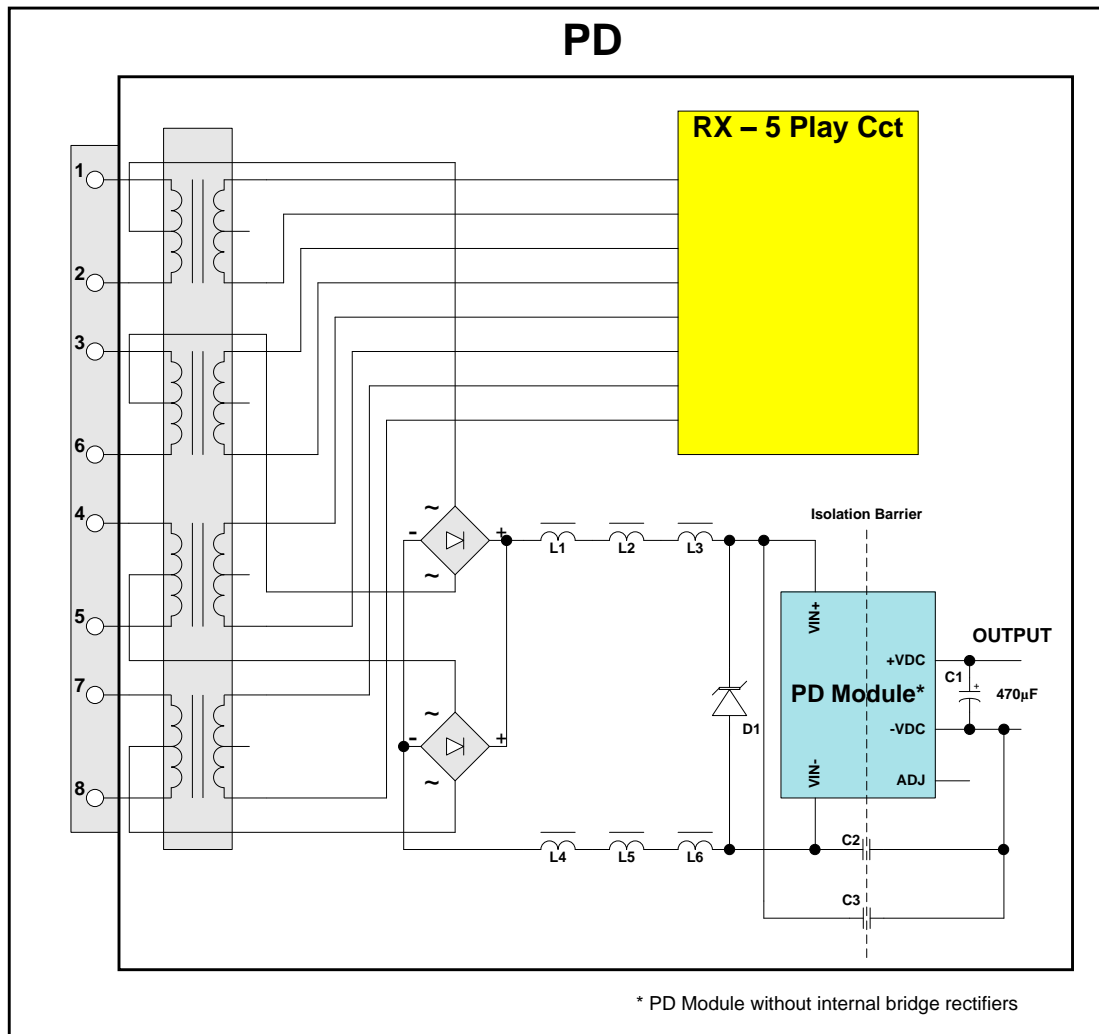 PD
RX – 5 Play Cct
1
2
3
6
4
5
7
8
~
-
+
~
L1
L2
L3
Isolation Barrier
VIN+
OUTPUT
+VDC
C1
+
470µF
PD Module*
D1
-VDC
VIN-
ADJ
~
-
+
~
L4
L5
L6
C2
C3
* PD Module without internal bridge rectifiers